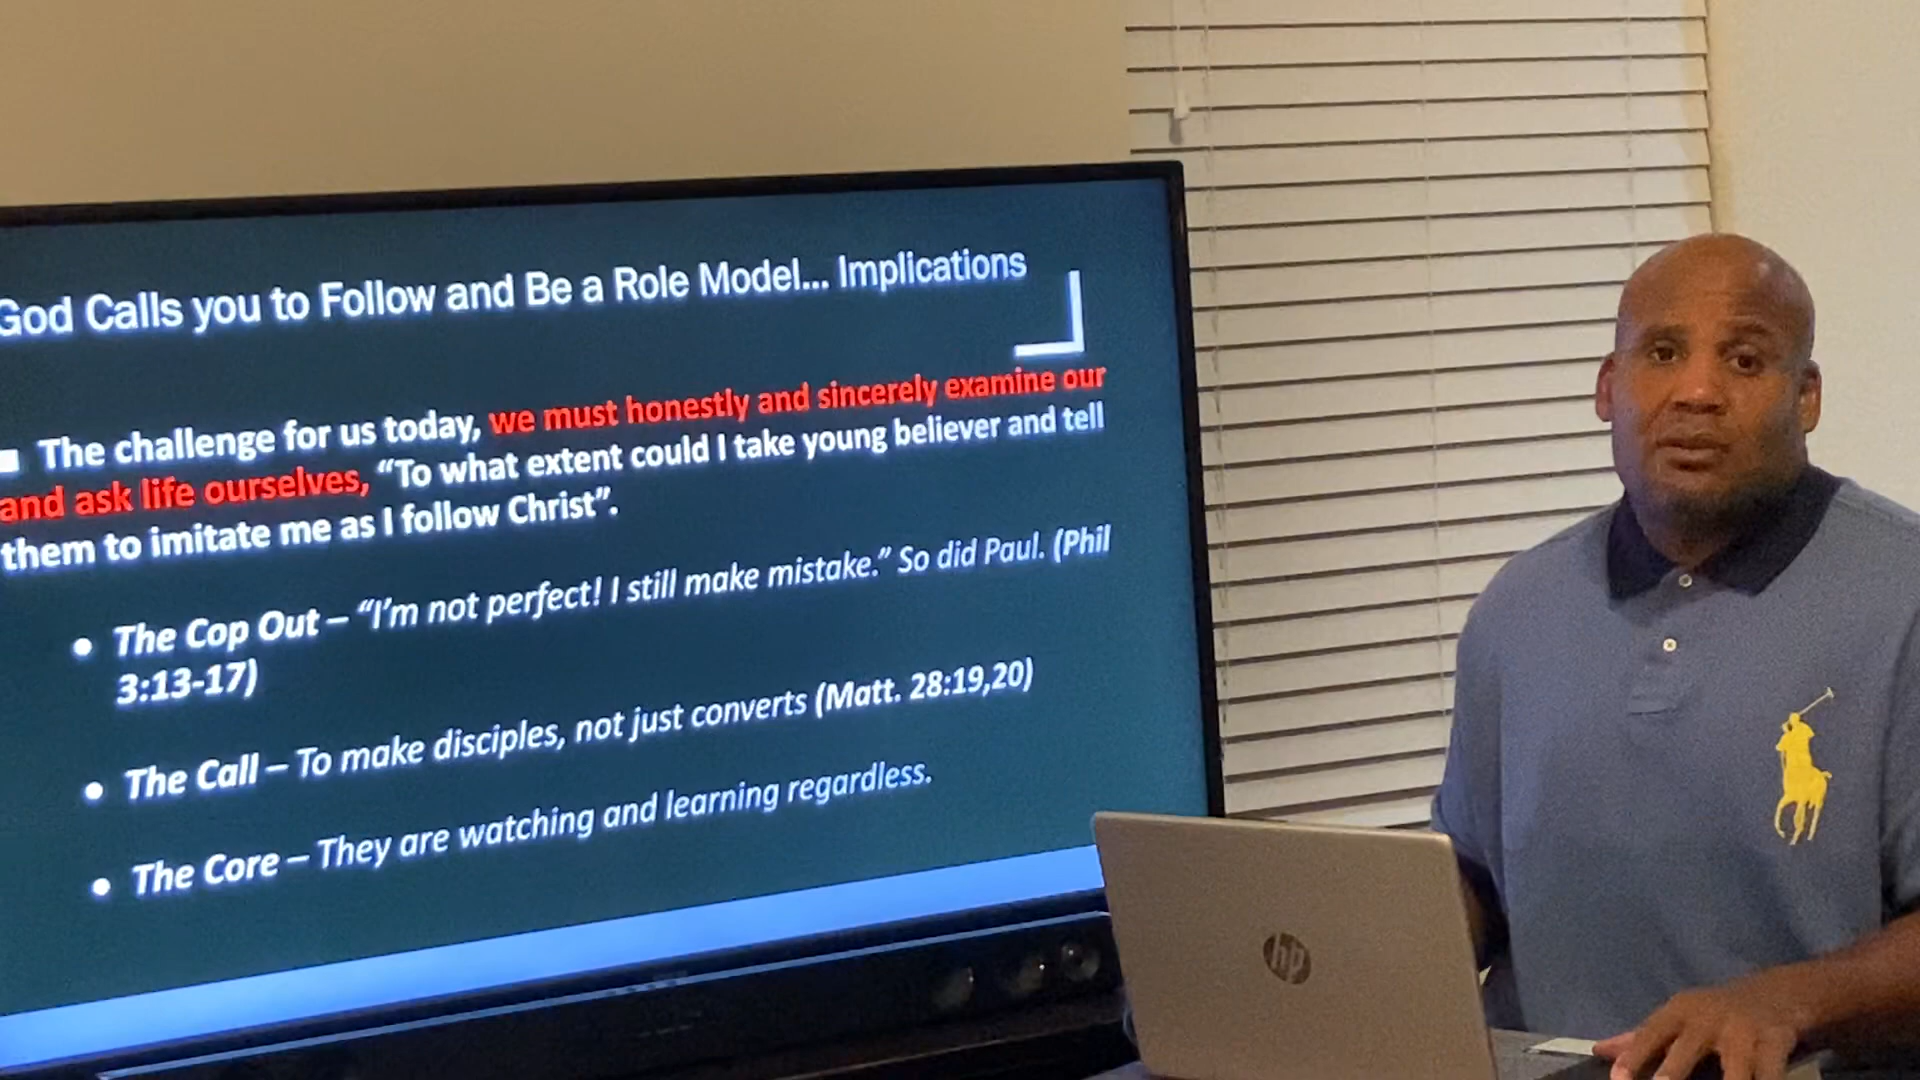 God Calls you to Follow and Be a Role Model... Implications
The challenge for us today, we must honestly and sincerely examine our
and ask life ourselves, “To what extent could I take young believer and tell
them to imitate me as I follow Christ”.
• The Cop Out – “I’m not perfect! I still make mistake.” So did Paul. (Phil
3:13-17)
• The Call – To make disciples, not just converts (Matt. 28:19,20)
• The Core – They are watching and learning regardless.
hp